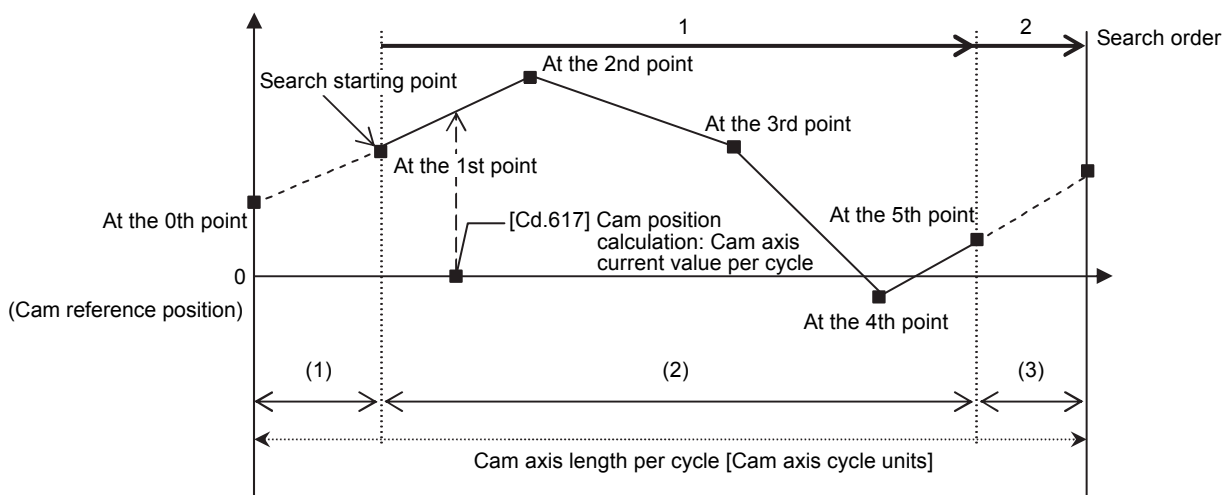 1
2
Search order
At the 2nd point
Search starting point
At the 3rd point
At the 1st point
At the 0th point
[Cd.617] Cam position
calculation: Cam axis
current value per cycle
At the 5th point
0
(Cam reference position)
At the 4th point
(1)
(2)
(3)
Cam axis length per cycle [Cam axis cycle units]